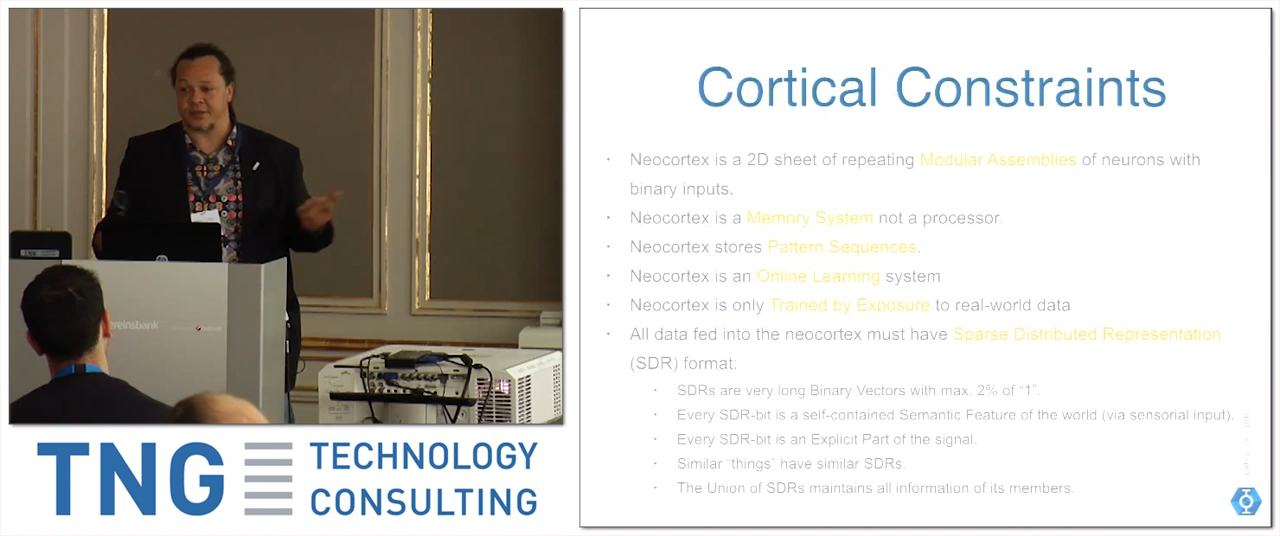 Cortical Constraints
· Neocortex is a 2D sheet of repeating Modular Assemblies of neurons with
binary inputs.
· Neocortex is a Memory System not a processor.
· Neocortex stores Pattern Sequences.
· Neocortex is an Online Learning system
· Neocortex is only Trained by Exposure to real-world data
· All data fed into the neocortex must have Sparse Distributed Representation
(SDR) format:
· SDRs are very long Binary Vectors with max. 2% of “1”.
· Every SDR-bit is a self-contained Semantic Feature of the world (via sensorial input).
· Every SDR-bit is an Explicit Part of the signal.
· Similar “things” have similar SDRs.
· The Union of SDRs maintains all information of its members.
TNG
ereinsbank
TNG
TECHNOLOGY
CONSULTING